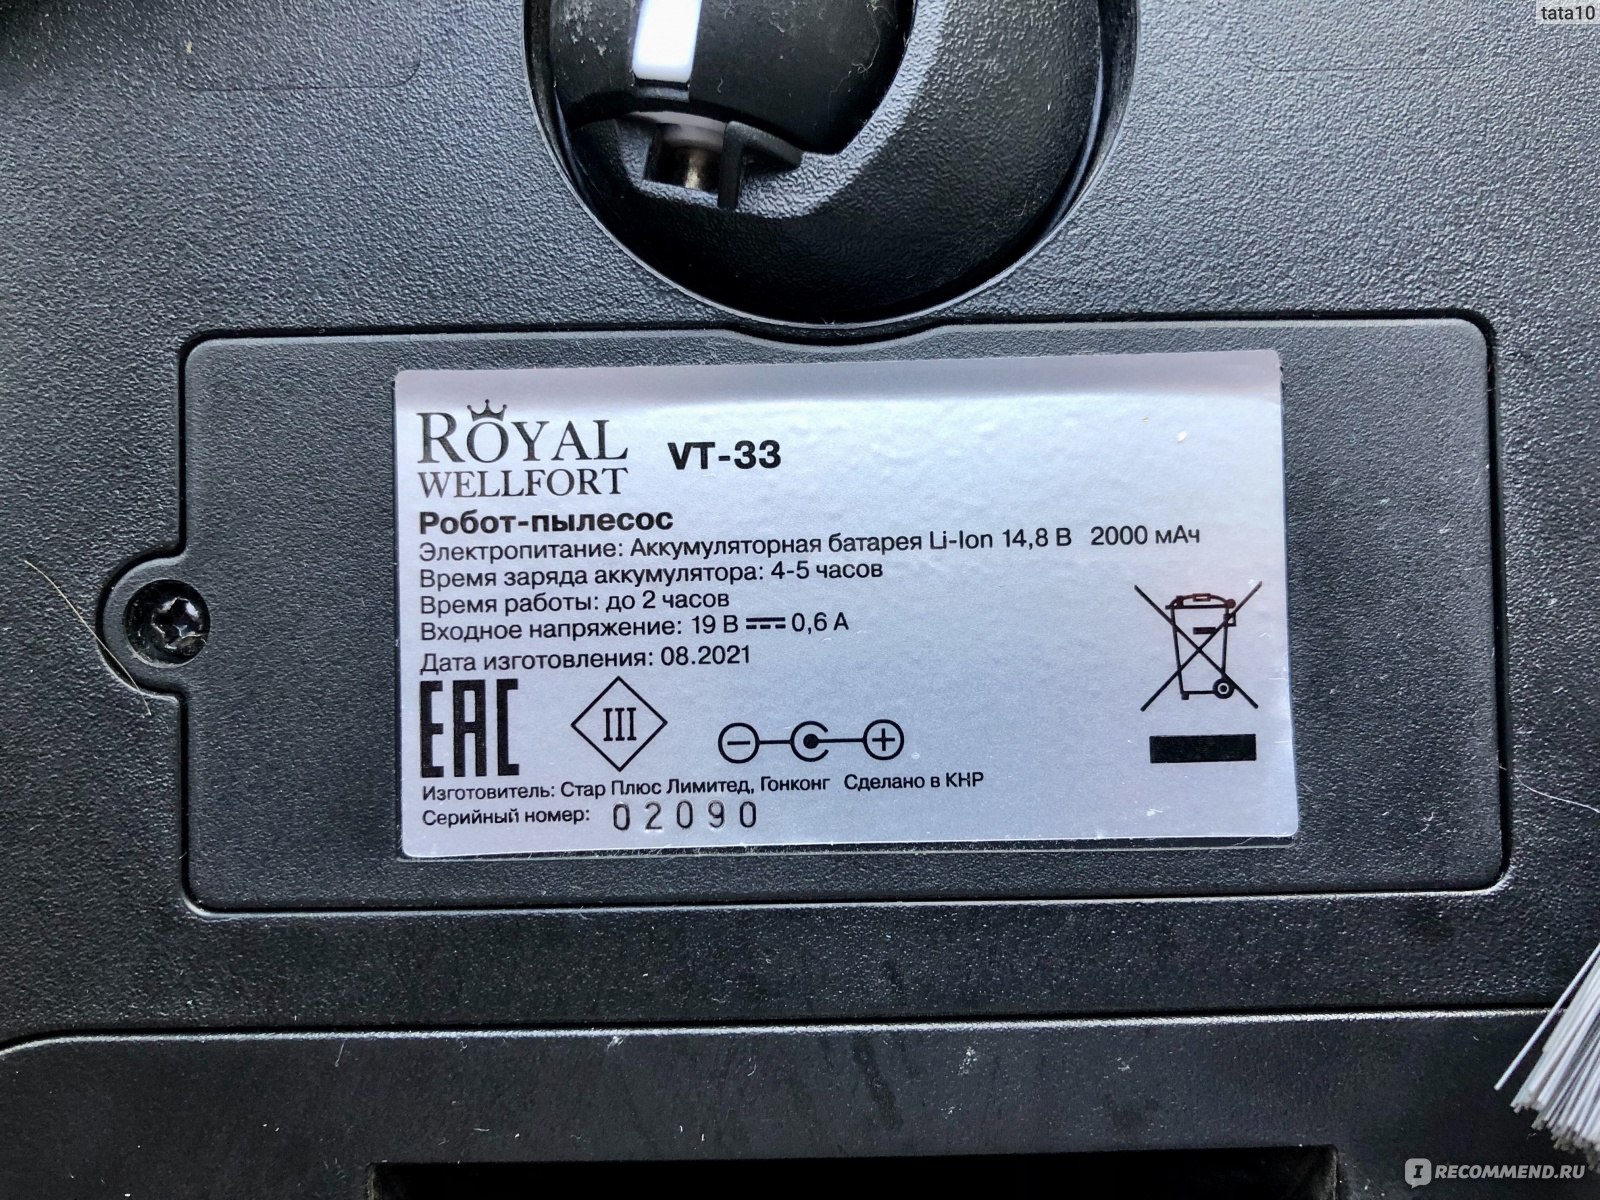 tata10
ROYAL
WELLFORT
VT-33
Робот-пылесос
Электропитание: Аккумуляторная батарея Li-Ion 14,8 В 2000 мАч
Время заряда аккумулятора: 4-5 часов
Время работы: до 2 часов
Входное напряжение: 19 В 0,6 А
Дата изготовления: 08.2021
EAC
III
Изготовитель: Стар Плюс Лимитед, Гонконг Сделано в КНР
Серийный номер: 02090
IRECOMMEND.RU